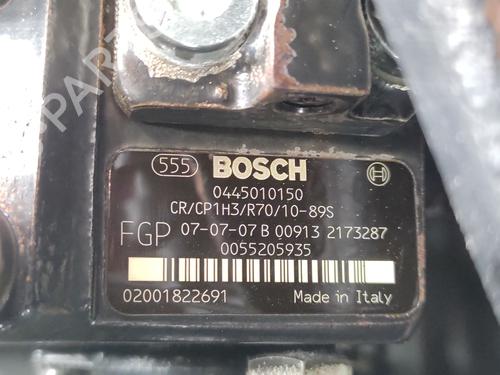 555 BOSCH
0445010150
CR/CP1H3/R70/10-89S
FGP 07-07-07 B 00913 2173287
0055205935
02001822691 Made in Italy